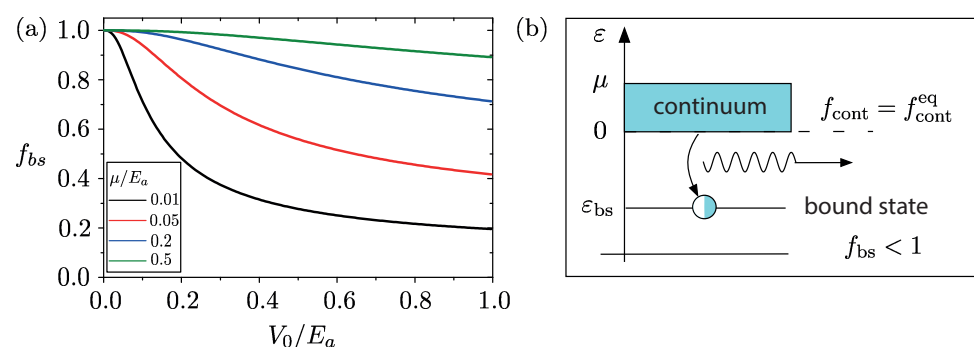 (a)
f_bs
1.0
0.8
0.6
0.4
0.2
0.0
μ/E_a
0.01
0.05
0.2
0.5
0.0 0.2 0.4 0.6 0.8 1.0
V_0/E_a
(b)
ε
μ
continuum
f_cont = f_cont^eq
0
ε_bs
bound state
f_bs < 1